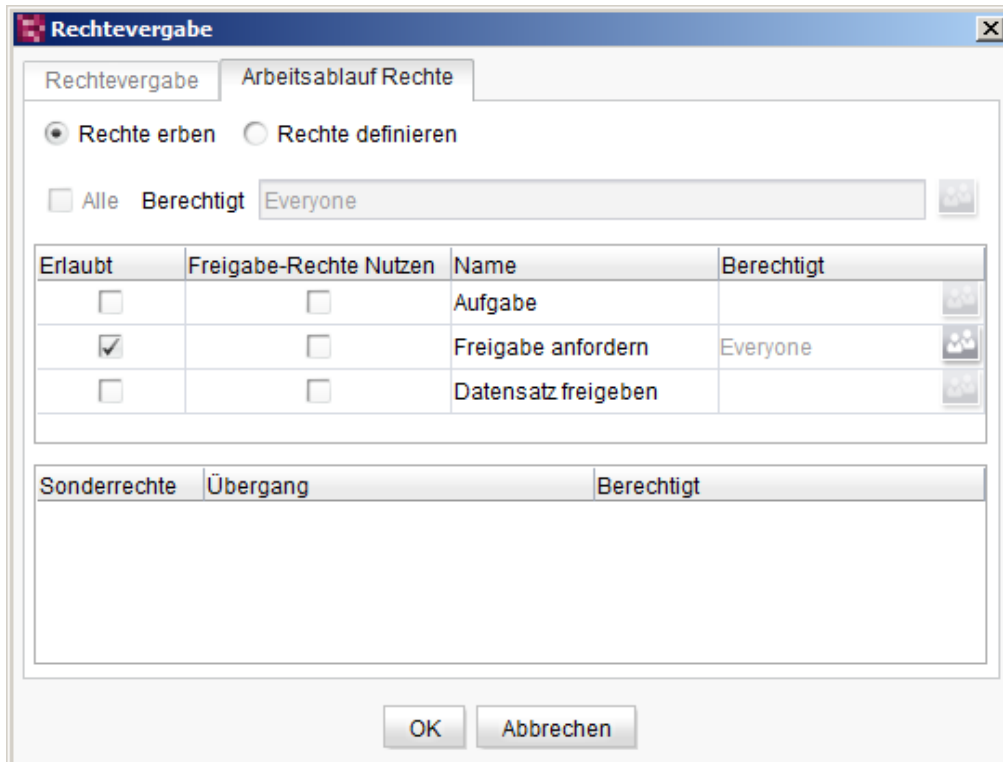 Rechtevergabe
Rechtevergabe Arbeitsablauf Rechte
Rechte erben Rechte definieren
Alle Berechtigt Everyone
Erlaubt Freigabe-Rechte Nutzen Name Berechtigt
Aufgabe
Freigabe anfordern Everyone
Datensatz freigeben
Sonderrechte Übergang Berechtigt
OK Abbrechen